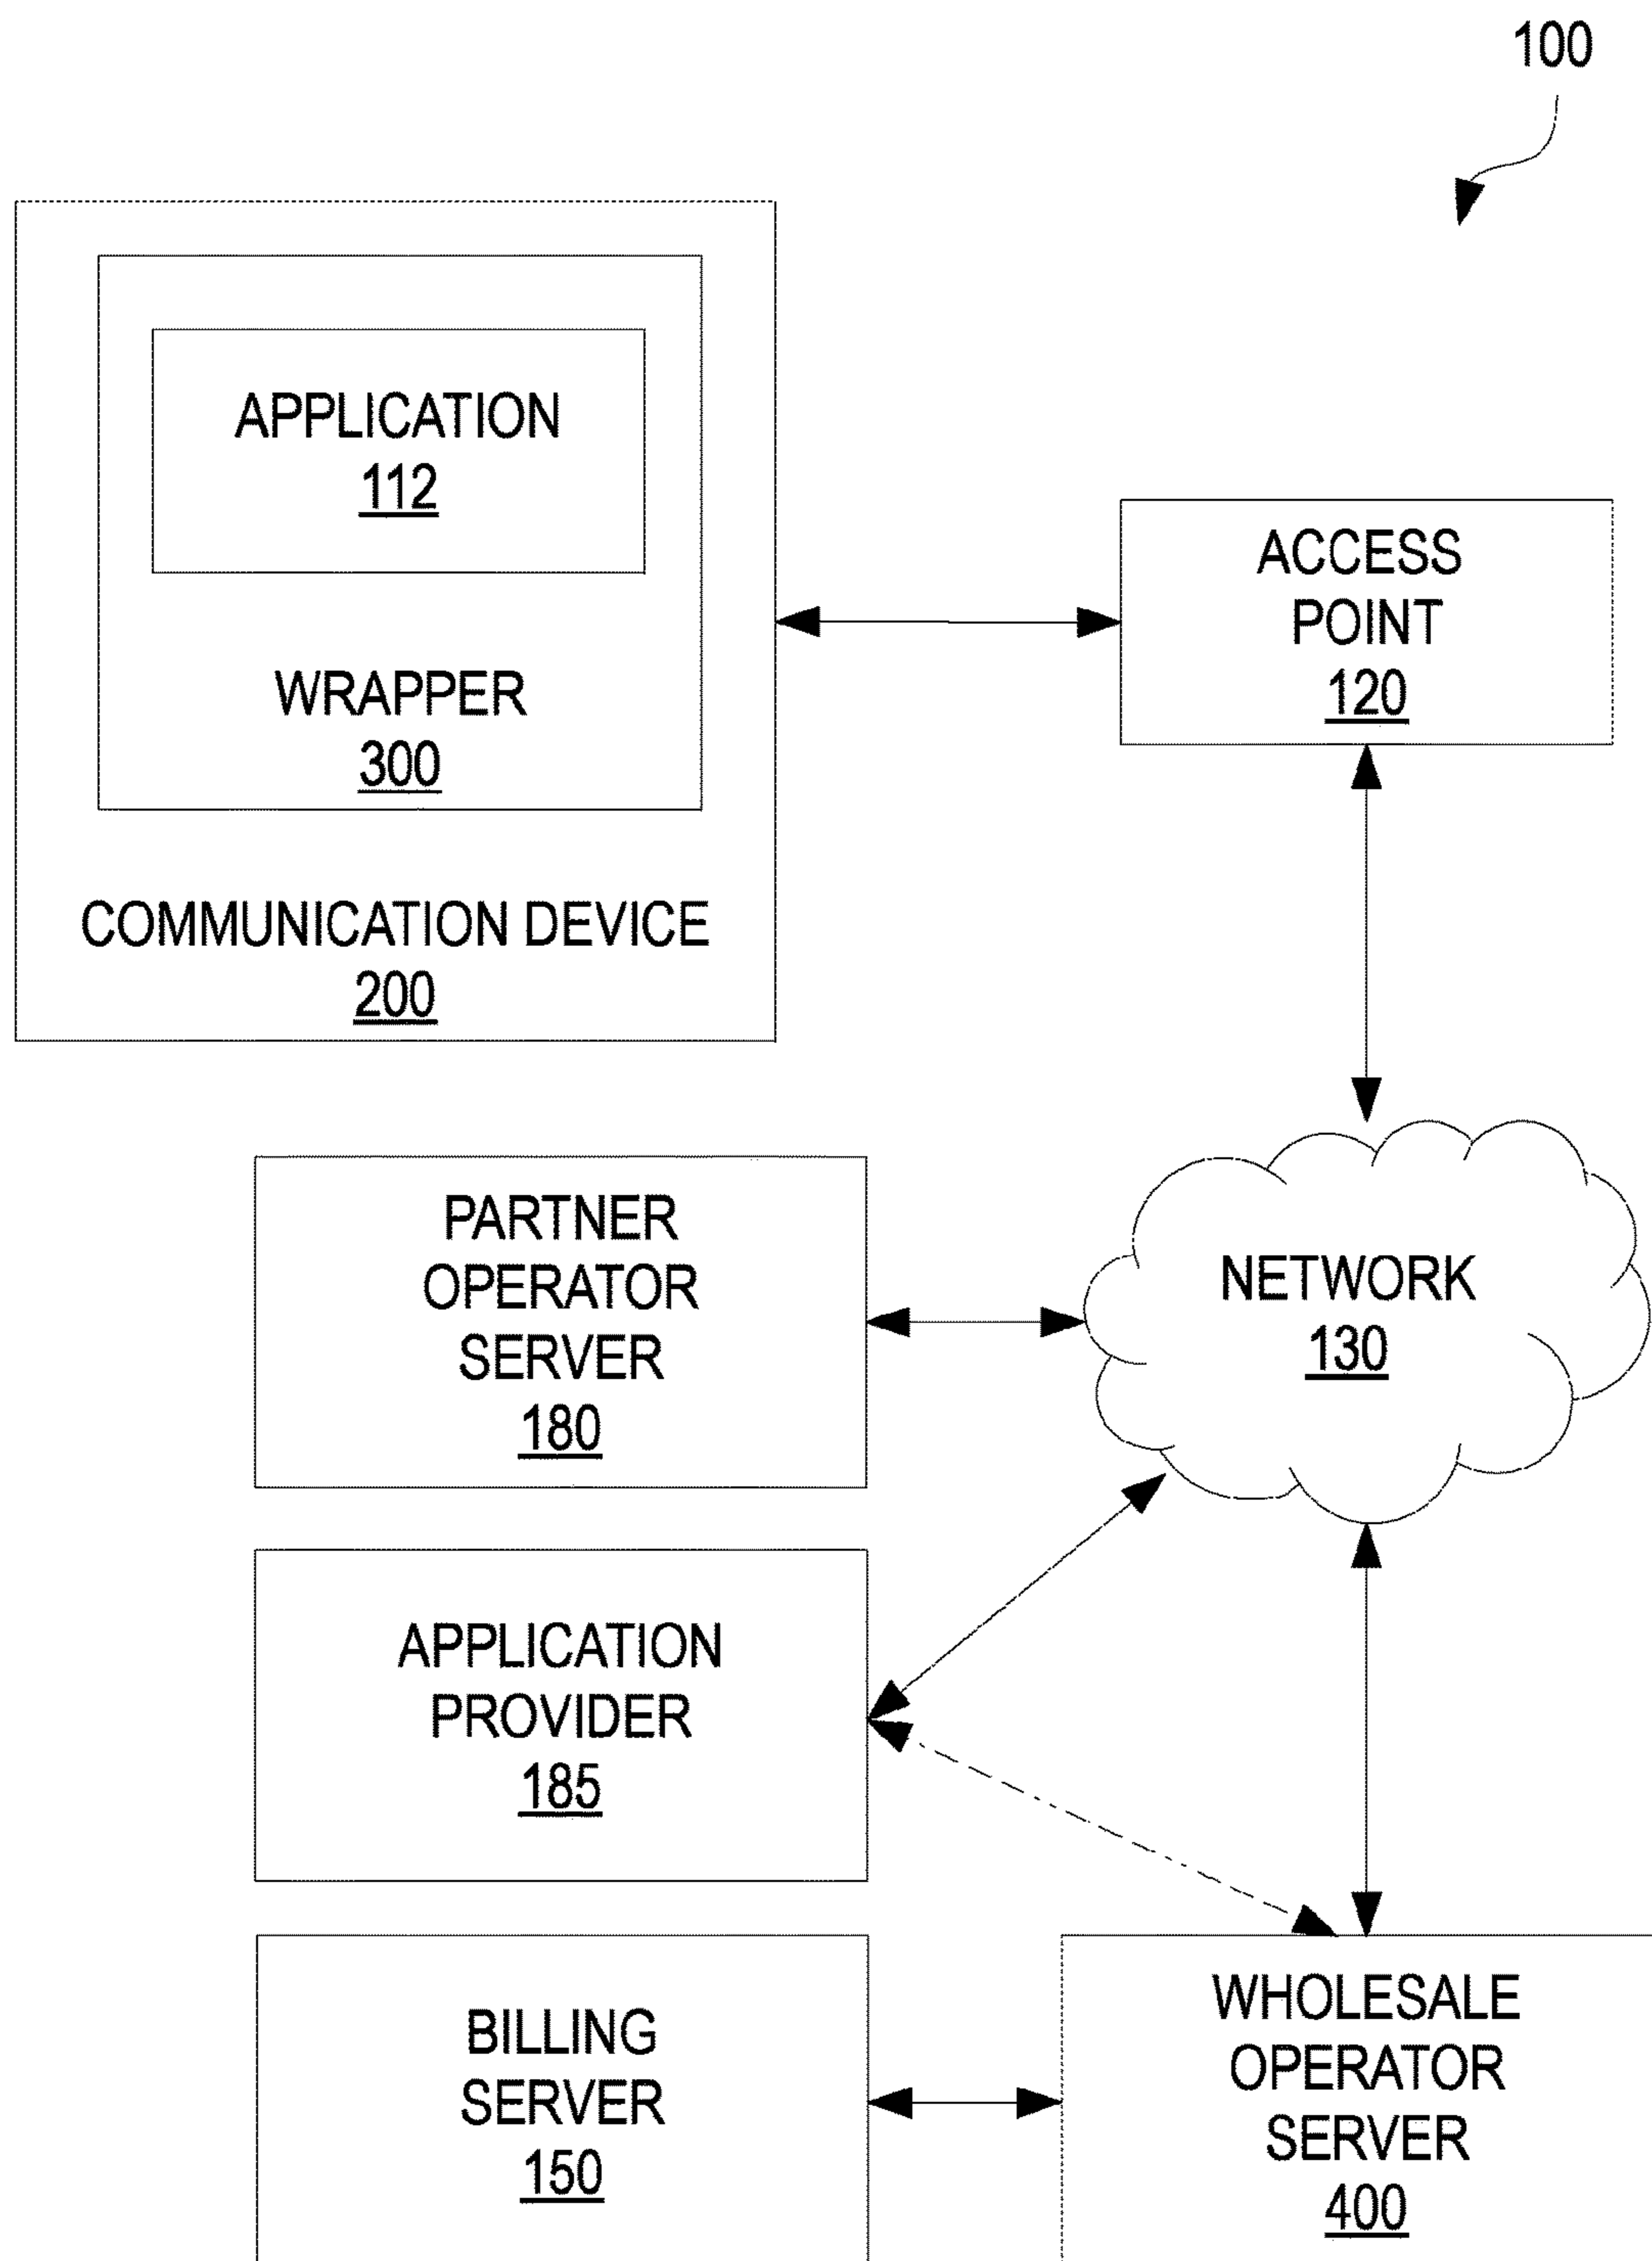 100
APPLICATION
112
WRAPPER
300
COMMUNICATION DEVICE
200
ACCESS
POINT
120
NETWORK
130
PARTNER
OPERATOR
SERVER
180
APPLICATION
PROVIDER
185
BILLING
SERVER
150
WHOLESALE
OPERATOR
SERVER
400